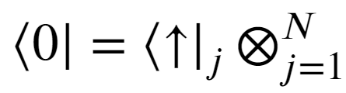 ⟨0| = ⟨↑|_j ⊗_{j=1}^N